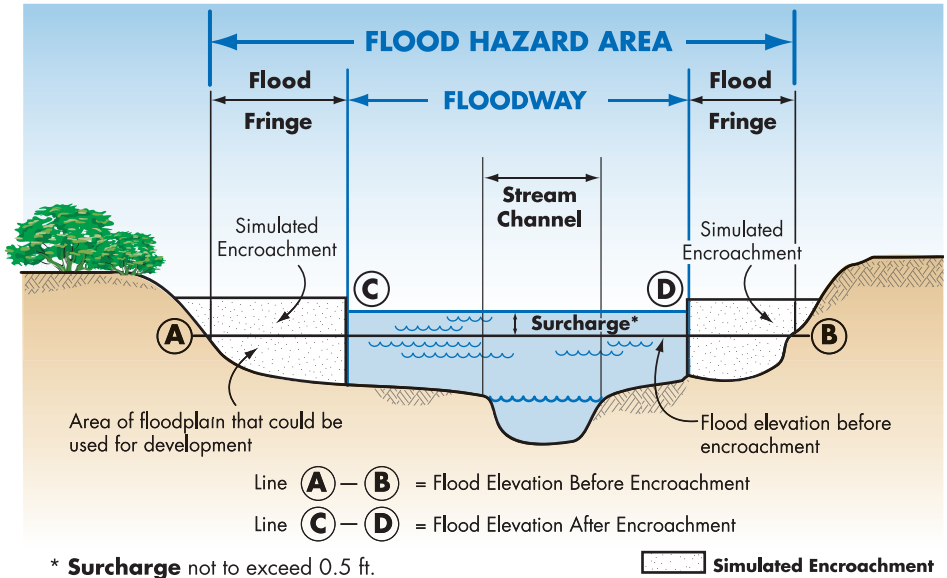 FLOOD HAZARD AREA
Flood
Fringe
FLOODWAY
Flood
Fringe
Stream
Channel
Simulated
Encroachment
Simulated
Encroachment
C
D
Surcharge*
A
B
Area of floodplain that could be
used for development
Flood elevation before
encroachment
Line A — B = Flood Elevation Before Encroachment
Line C — D = Flood Elevation After Encroachment
* Surcharge not to exceed 0.5 ft.
Simulated Encroachment